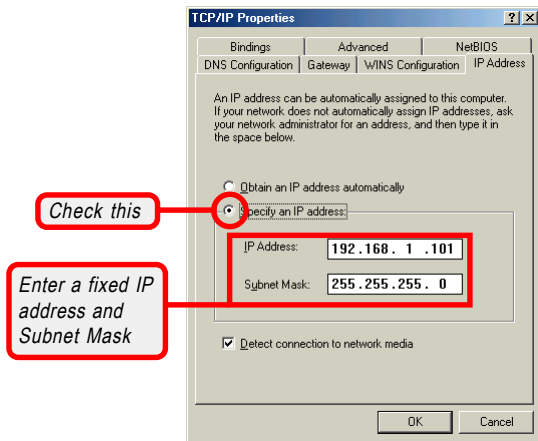 TCP/IP Properties
Bindings Advanced NetBIOS
DNS Configuration Gateway WINS Configuration IP Address
An IP address can be automatically assigned to this computer.
If your network does not automatically assign IP addresses, ask
your network administrator for an address, and then type it in
the space below.
Obtain an IP address automatically
Check this
Specify an IP address:
IP Address: 192.168. 1 .101
Enter a fixed IP
address and
Subnet Mask
Subnet Mask: 255.255.255. 0
Detect connection to network media
OK Cancel